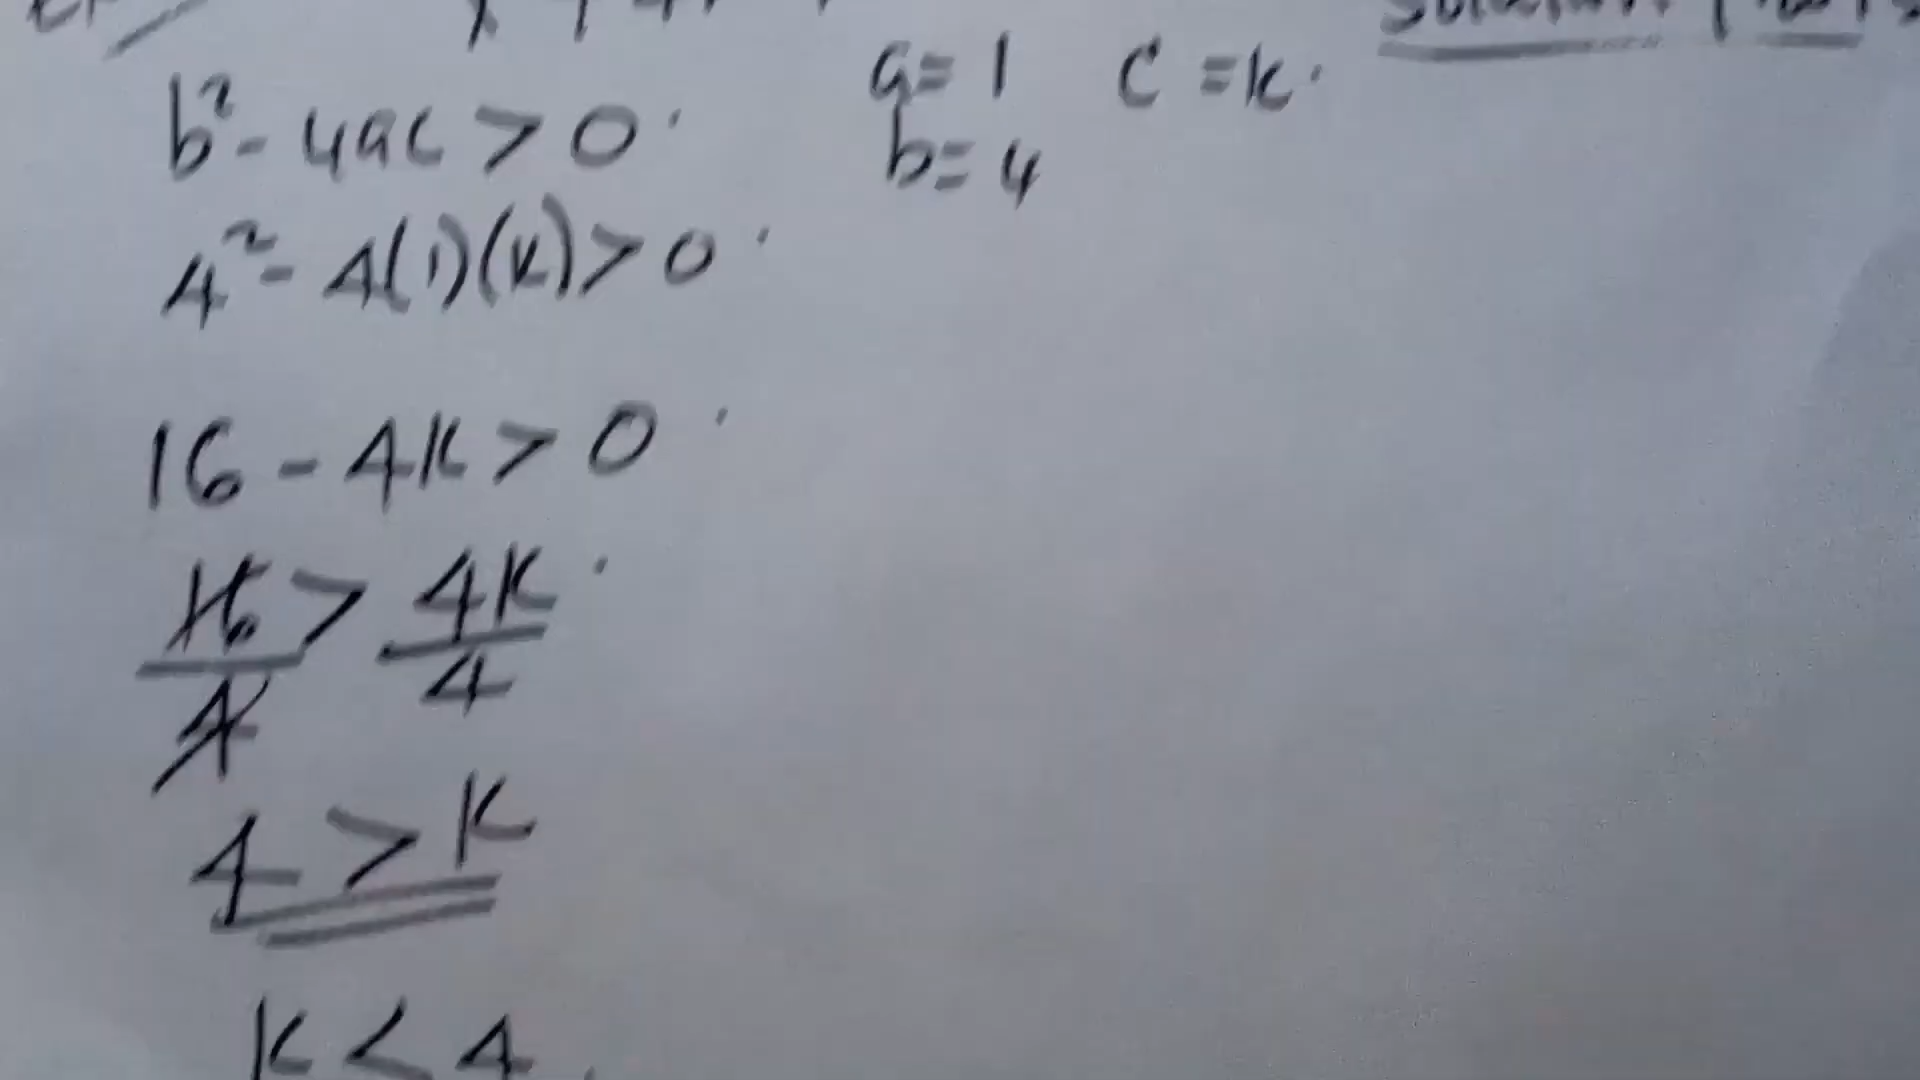 a = 1 c = k.
b² - 4ac > 0.
b = 4
4² - 4(1)(k) > 0.
16 - 4k > 0.
16/4 > 4k/4.
4 > k
k < 4.